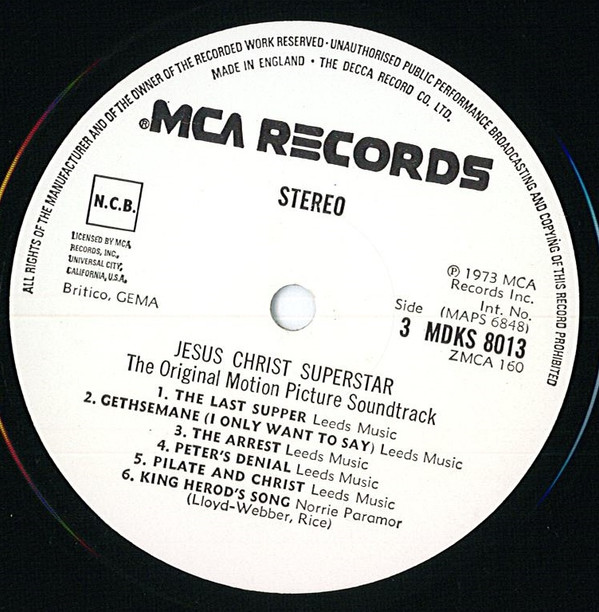 ALL RIGHTS OF THE MANUFACTURER AND OF THE OWNER OF THE RECORDED WORK RESERVED · UNAUTHORISED PUBLIC PERFORMANCE BROADCASTING AND COPYING OF THIS RECORD PROHIBITED
MADE IN ENGLAND · THE DECCA RECORD CO. LTD.
® MCA RECORDS
STEREO
N.C.B.
LICENSED BY MCA
RECORDS, INC.,
UNIVERSAL CITY,
CALIFORNIA, U.S.A.
Britico, GEMA
℗ 1973 MCA
Records Inc.
Int. No.
Side (MAPS 6848)
3 MDKS 8013
ZMCA 160
JESUS CHRIST SUPERSTAR
The Original Motion Picture Soundtrack
1. THE LAST SUPPER Leeds Music
2. GETHSEMANE (I ONLY WANT TO SAY) Leeds Music
3. THE ARREST Leeds Music
4. PETER'S DENIAL Leeds Music
5. PILATE AND CHRIST Leeds Music
6. KING HEROD'S SONG Norrie Paramor
(Lloyd-Webber, Rice)